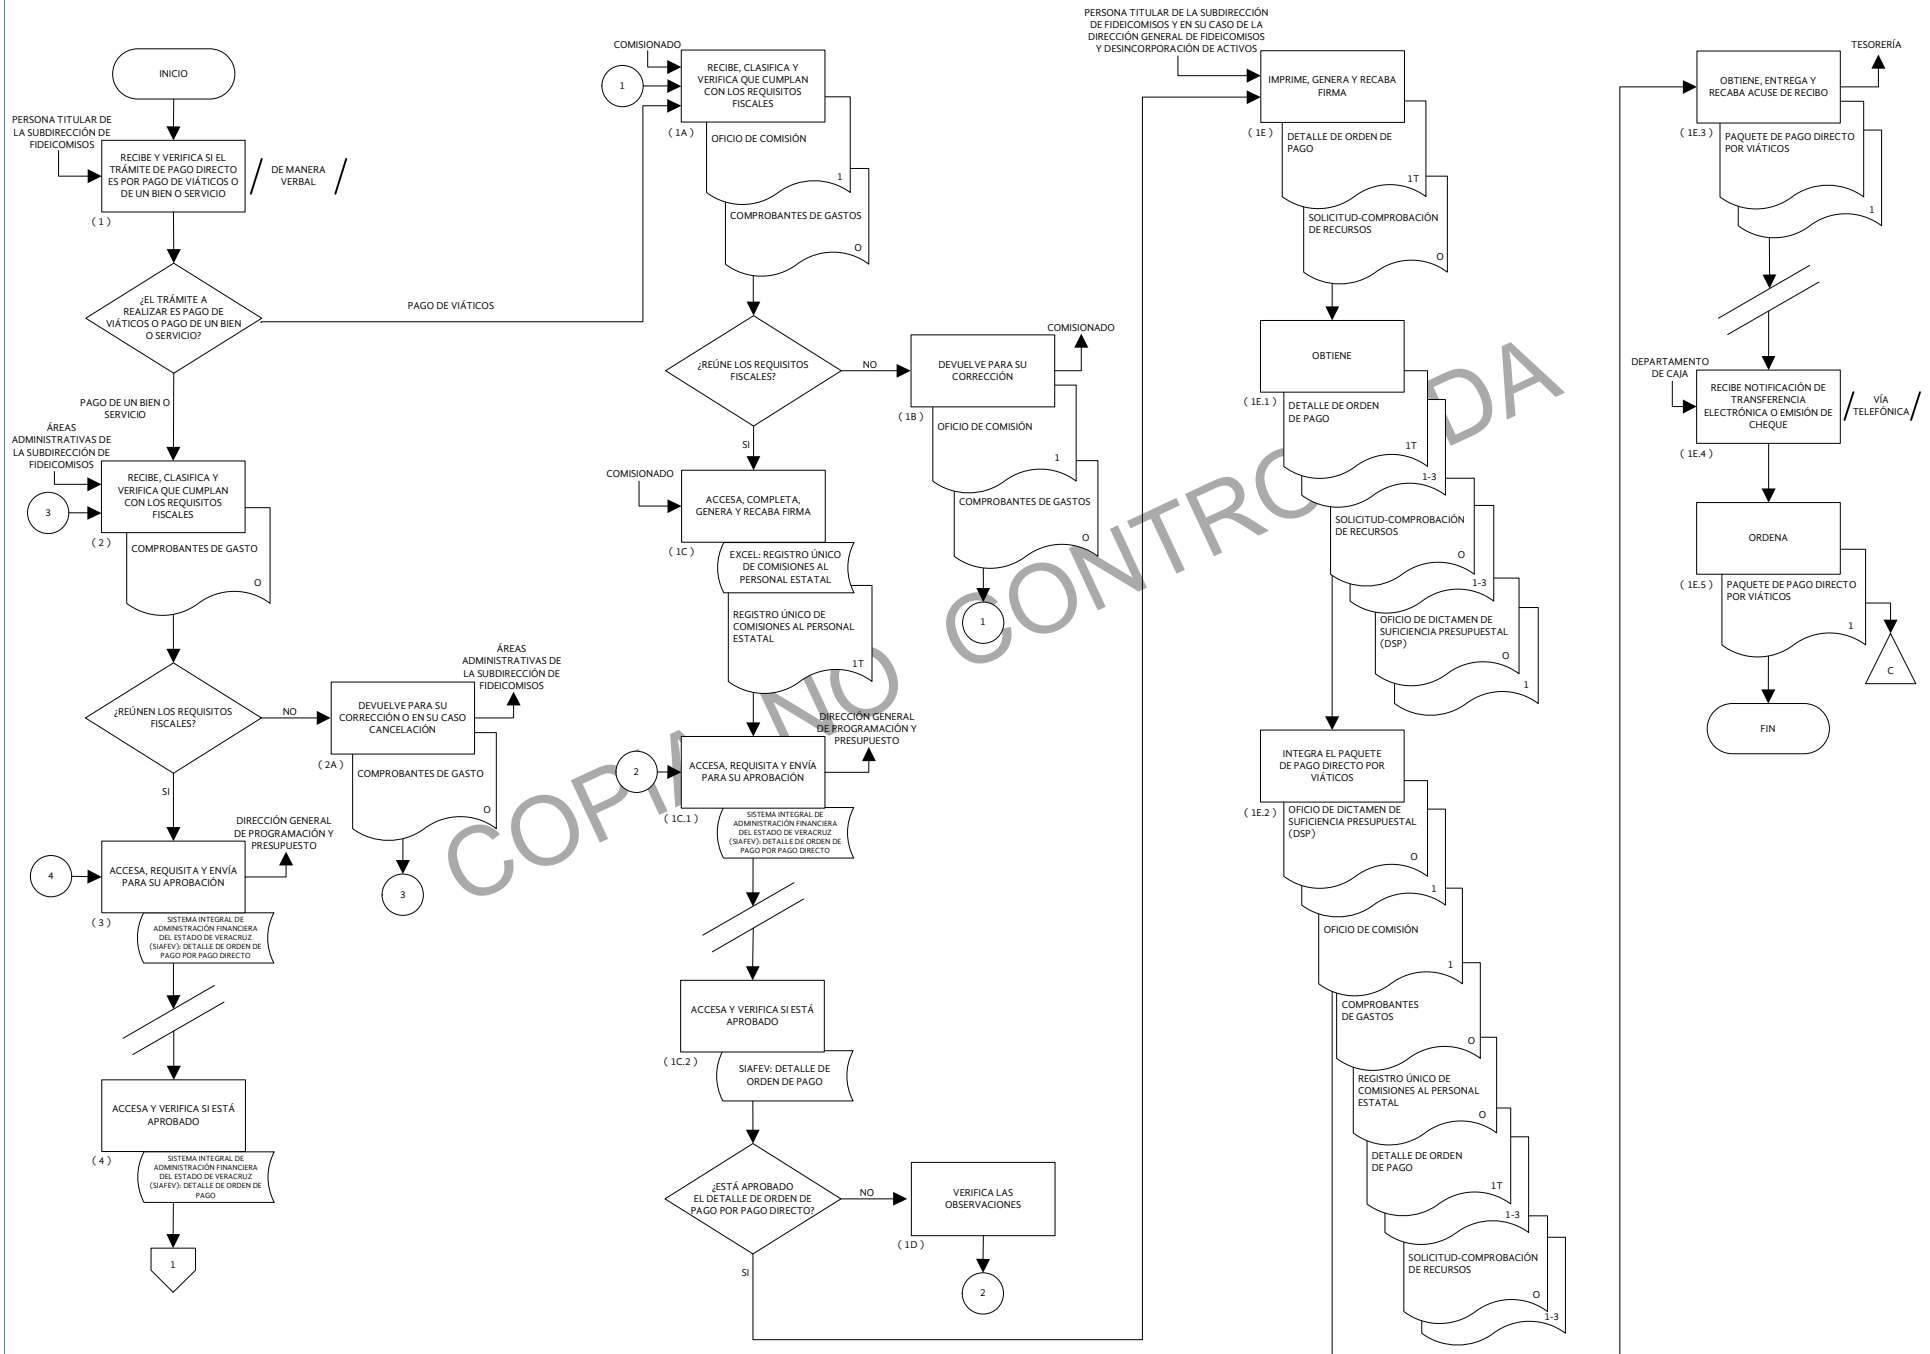 INICIO
PERSONA TITULAR DE
LA SUBDIRECCIÓN DE
FIDEICOMISOS
RECIBE Y VERIFICA SI EL
TRÁMITE DE PAGO DIRECTO
ES POR PAGO DE VIÁTICOS O
DE UN BIEN O SERVICIO
DE MANERA
VERBAL
( 1 )
¿EL TRÁMITE A
REALIZAR ES PAGO DE
VIÁTICOS O PAGO DE UN BIEN
O SERVICIO?
PAGO DE VIÁTICOS
PAGO DE UN BIEN O
SERVICIO
ÁREAS
ADMINISTRATIVAS DE
LA SUBDIRECCIÓN DE
FIDEICOMISOS
3
RECIBE, CLASIFICA Y
VERIFICA QUE CUMPLAN
CON LOS REQUISITOS
FISCALES
( 2 )
COMPROBANTES DE GASTO
O
¿REÚNEN LOS REQUISITOS
FISCALES?
NO
SI
DEVUELVE PARA SU
CORRECCIÓN O EN SU CASO
CANCELACIÓN
ÁREAS
ADMINISTRATIVAS DE
LA SUBDIRECCIÓN DE
FIDEICOMISOS
( 2A )
COMPROBANTES DE GASTO
O
3
DIRECCIÓN GENERAL
DE PROGRAMACIÓN Y
PRESUPUESTO
4
ACCESA, REQUISITA Y ENVÍA
PARA SU APROBACIÓN
( 3 )
SISTEMA INTEGRAL DE
ADMINISTRACIÓN FINANCIERA
DEL ESTADO DE VERACRUZ
(SIAFEV): DETALLE DE ORDEN DE
PAGO POR PAGO DIRECTO
ACCESA Y VERIFICA SI ESTÁ
APROBADO
( 4 )
SISTEMA INTEGRAL DE
ADMINISTRACIÓN FINANCIERA
DEL ESTADO DE VERACRUZ
(SIAFEV): DETALLE DE ORDEN DE
PAGO
1
COMISIONADO
1
RECIBE, CLASIFICA Y
VERIFICA QUE CUMPLAN
CON LOS REQUISITOS
FISCALES
( 1A )
OFICIO DE COMISIÓN
1
COMPROBANTES DE GASTOS
O
¿REÚNE LOS REQUISITOS
FISCALES?
NO
SI
DEVUELVE PARA SU
CORRECCIÓN
COMISIONADO
( 1B )
OFICIO DE COMISIÓN
1
COMPROBANTES DE GASTOS
O
1
COMISIONADO
ACCESA, COMPLETA,
GENERA Y RECABA FIRMA
( 1C )
EXCEL: REGISTRO ÚNICO
DE COMISIONES AL
PERSONAL ESTATAL
REGISTRO ÚNICO DE
COMISIONES AL PERSONAL
ESTATAL
1T
DIRECCIÓN GENERAL
DE PROGRAMACIÓN Y
PRESUPUESTO
2
ACCESA, REQUISITA Y ENVÍA
PARA SU APROBACIÓN
( 1C.1 )
SISTEMA INTEGRAL DE
ADMINISTRACIÓN FINANCIERA
DEL ESTADO DE VERACRUZ
(SIAFEV): DETALLE DE ORDEN DE
PAGO POR PAGO DIRECTO
ACCESA Y VERIFICA SI ESTÁ
APROBADO
( 1C.2 )
SIAFEV: DETALLE DE
ORDEN DE PAGO
¿ESTÁ APROBADO
EL DETALLE DE ORDEN DE
PAGO POR PAGO DIRECTO?
NO
SI
VERIFICA LAS
OBSERVACIONES
( 1D )
2
PERSONA TITULAR DE LA SUBDIRECCIÓN
DE FIDEICOMISOS Y EN SU CASO DE LA
DIRECCIÓN GENERAL DE FIDEICOMISOS
Y DESINCORPORACIÓN DE ACTIVOS
IMPRIME, GENERA Y RECABA
FIRMA
( 1E )
DETALLE DE ORDEN DE
PAGO
1T
SOLICITUD-COMPROBACIÓN
DE RECURSOS
O
OBTIENE
( 1E.1 )
DETALLE DE ORDEN
DE PAGO
1T
1-3
SOLICITUD-COMPROBACIÓN
DE RECURSOS
O
1-3
OFICIO DE DICTAMEN DE
SUFICIENCIA PRESUPUESTAL
(DSP)
O
1
INTEGRA EL PAQUETE
DE PAGO DIRECTO POR
VIÁTICOS
( 1E.2 )
OFICIO DE DICTAMEN DE
SUFICIENCIA PRESUPUESTAL
(DSP)
O
1
OFICIO DE COMISIÓN
1
COMPROBANTES
DE GASTOS
O
REGISTRO ÚNICO DE
COMISIONES AL PERSONAL
ESTATAL
O
DETALLE DE ORDEN
DE PAGO
1T
1-3
SOLICITUD-COMPROBACIÓN
DE RECURSOS
O
1-3
TESORERÍA
OBTIENE, ENTREGA Y
RECABA ACUSE DE RECIBO
( 1E.3 )
PAQUETE DE PAGO DIRECTO
POR VIÁTICOS
1
DEPARTAMENTO
DE CAJA
RECIBE NOTIFICACIÓN DE
TRANSFERENCIA
ELECTRÓNICA O EMISIÓN DE
CHEQUE
VÍA
TELEFÓNICA
( 1E.4 )
ORDENA
( 1E.5 )
PAQUETE DE PAGO DIRECTO
POR VIÁTICOS
1
C
FIN
COPIA NO CONTROLADA